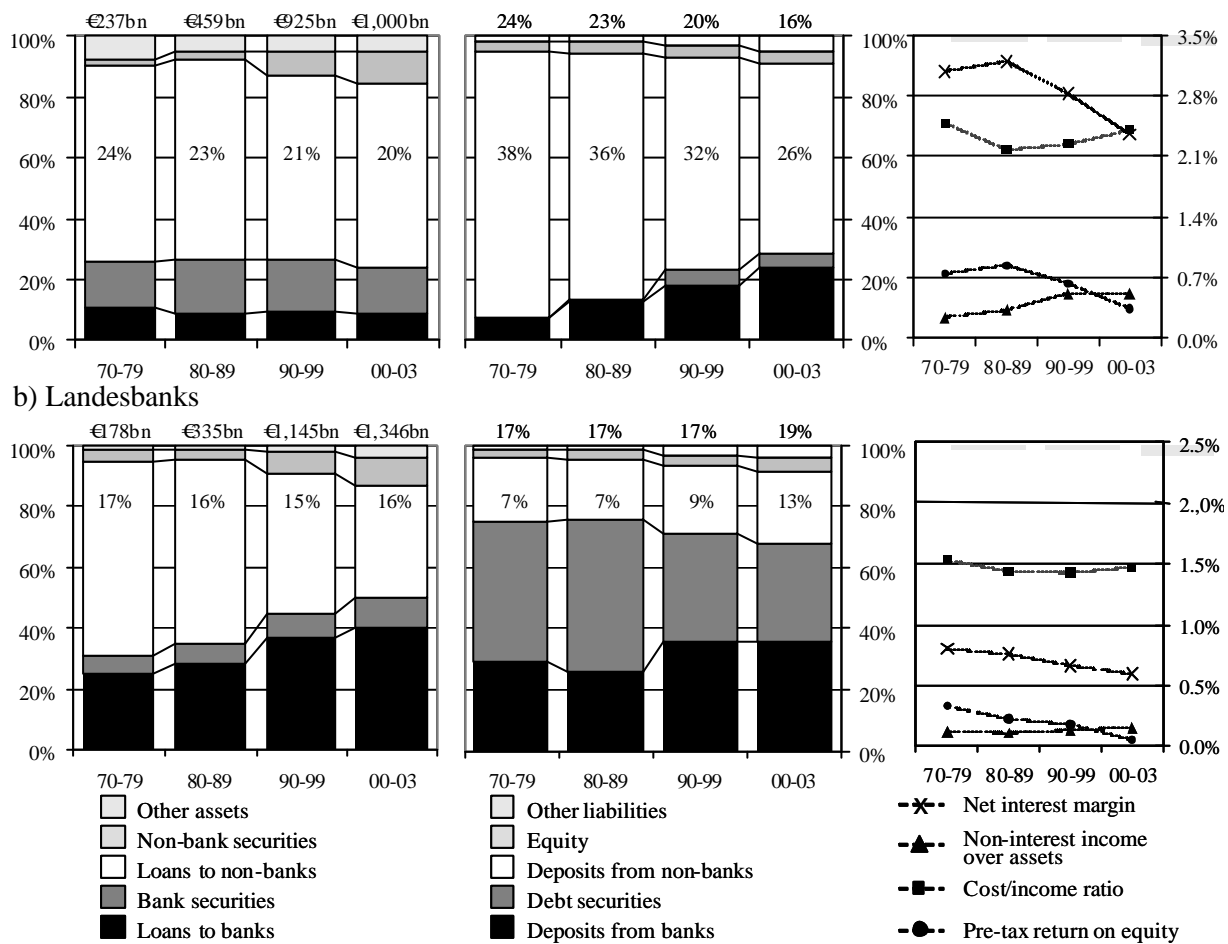 €237bn €459bn €925bn €1,000bn
100%
80%
60%
40%
20%
0%
24% 23% 21% 20%
70-79 80-89 90-99 00-03
24% 23% 20% 16%
100%
80%
60%
40%
20%
0%
38% 36% 32% 26%
70-79 80-89 90-99 00-03
3.5%
2.8%
2.1%
1.4%
0.7%
0.0%
70-79 80-89 90-99 00-03
b) Landesbanks
€178bn €335bn €1,145bn €1,346bn
100%
80%
60%
40%
20%
0%
17% 16% 15% 16%
70-79 80-89 90-99 00-03
17% 17% 17% 19%
100%
80%
60%
40%
20%
0%
7% 7% 9% 13%
70-79 80-89 90-99 00-03
100%
80%
60%
40%
20%
0%
2.5%
2.0%
1.5%
1.0%
0.5%
0.0%
70-79 80-89 90-99 00-03
Other assets
Non-bank securities
Loans to non-banks
Bank securities
Loans to banks
Other liabilities
Equity
Deposits from non-banks
Debt securities
Deposits from banks
Net interest margin
Non-interest income
over assets
Cost/income ratio
Pre-tax return on equity